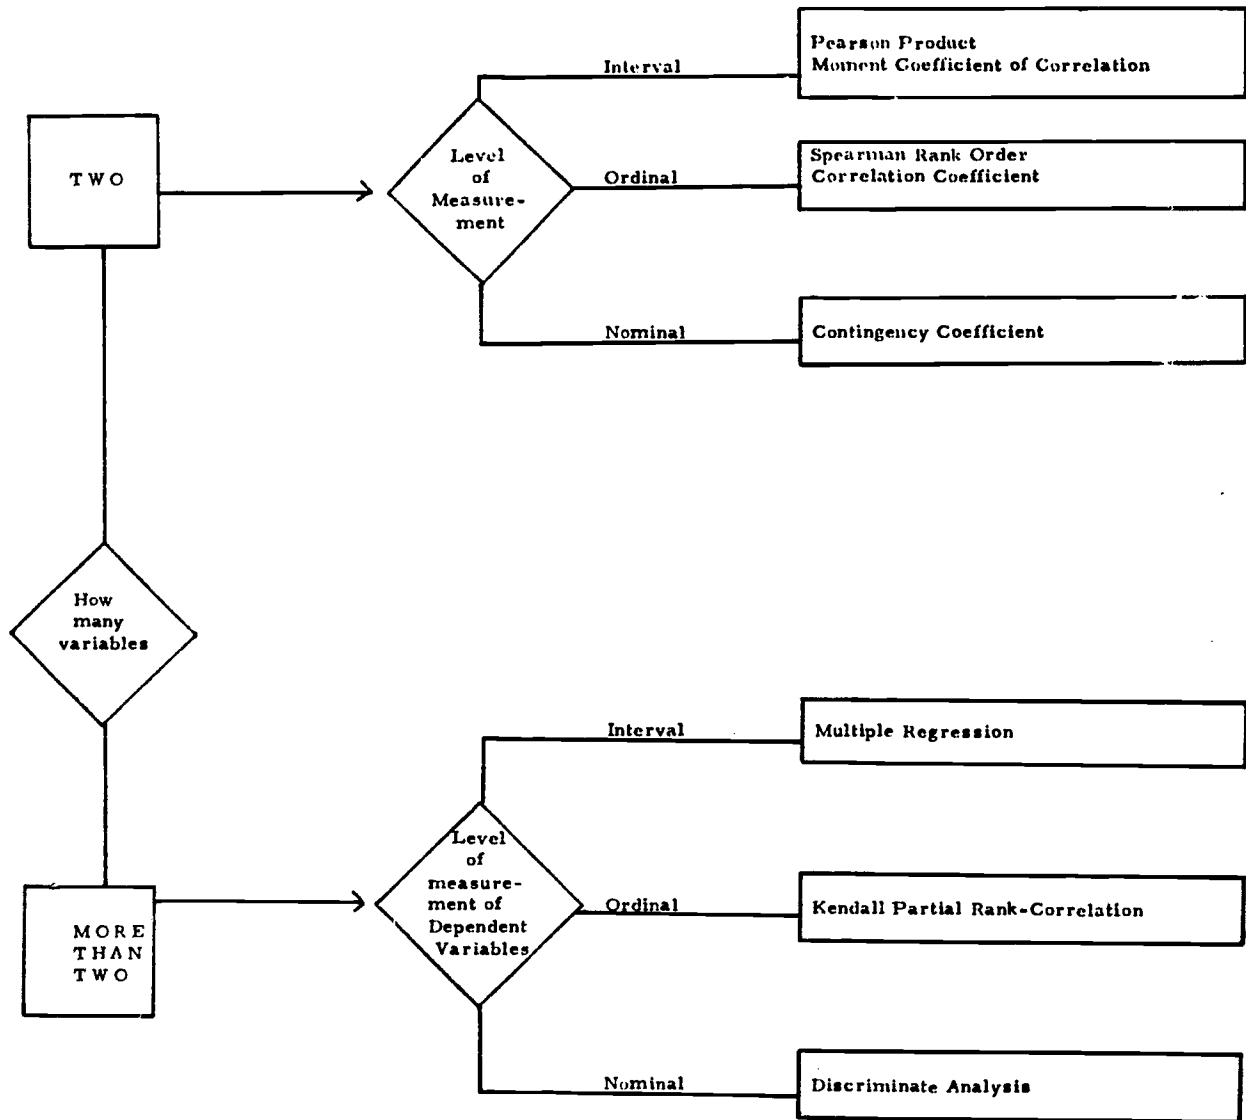 Interval
Pearson Product
Moment Coefficient of Correlation
TWO
Level
of
Measure-
ment
Ordinal
Spearman Rank Order
Correlation Coefficient
Nominal
Contingency Coefficient
How
many
variables
Interval
Multiple Regression
MORE
THAN
TWO
Level
of
measure-
ment of
Dependent
Variables
Ordinal
Kendall Partial Rank-Correlation
Nominal
Discriminate Analysis